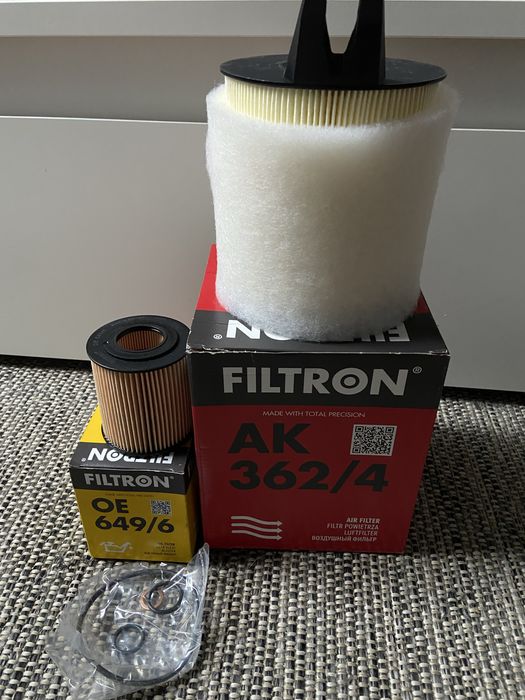 FILTRON®
MADE WITH TOTAL PRECISION
AK
362/4
AIR FILTER
FILTR POWIETRZA
LUFTFILTER
ВОЗДУШНЫЙ ФИЛЬТР
FILTRON
FILTRON®
OE
649/6